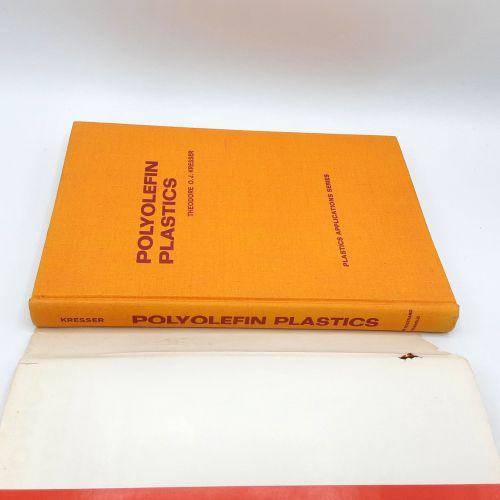 POLYOLEFIN
PLASTICS
THEODORE O. J. KRESSER
PLASTICS APPLICATIONS SERIES
KRESSER
POLYOLEFIN PLASTICS